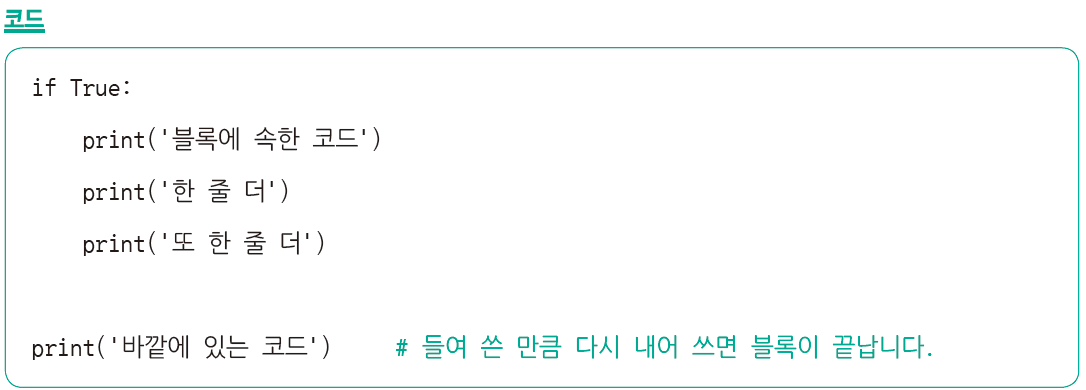 코드
if True:
    print('블록에 속한 코드')
    print('한 줄 더')
    print('또 한 줄 더')
print('바깥에 있는 코드')     # 들여 쓴 만큼 다시 내어 쓰면 블록이 끝납니다.